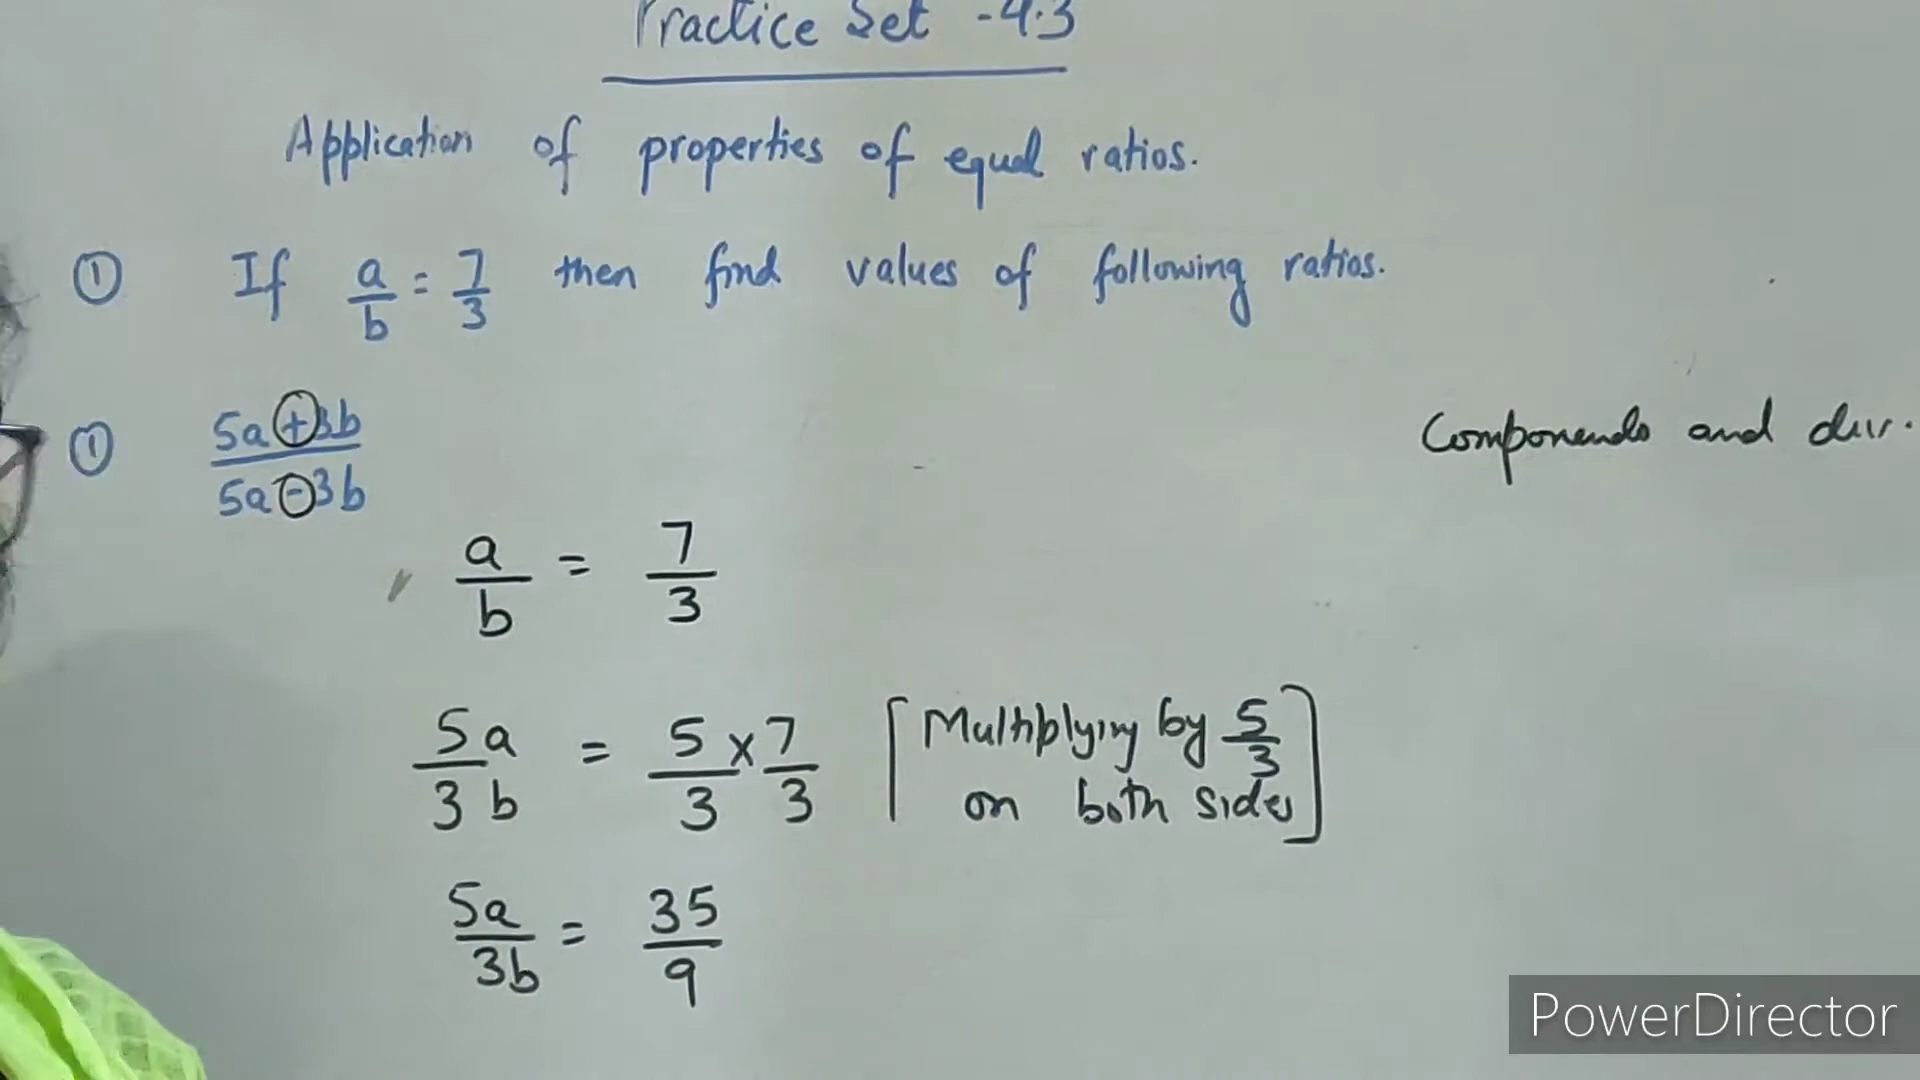 Practice Set -4.3
Application of properties of equal ratios.
① If a/b = 7/3 then find values of following ratios.
① 5a+3b / 5a-3b
Componendo and div.
a/b = 7/3
5a/3b = 5/3 × 7/3 [Multiplying by 5/3 on both sides]
5a/3b = 35/9
PowerDirector